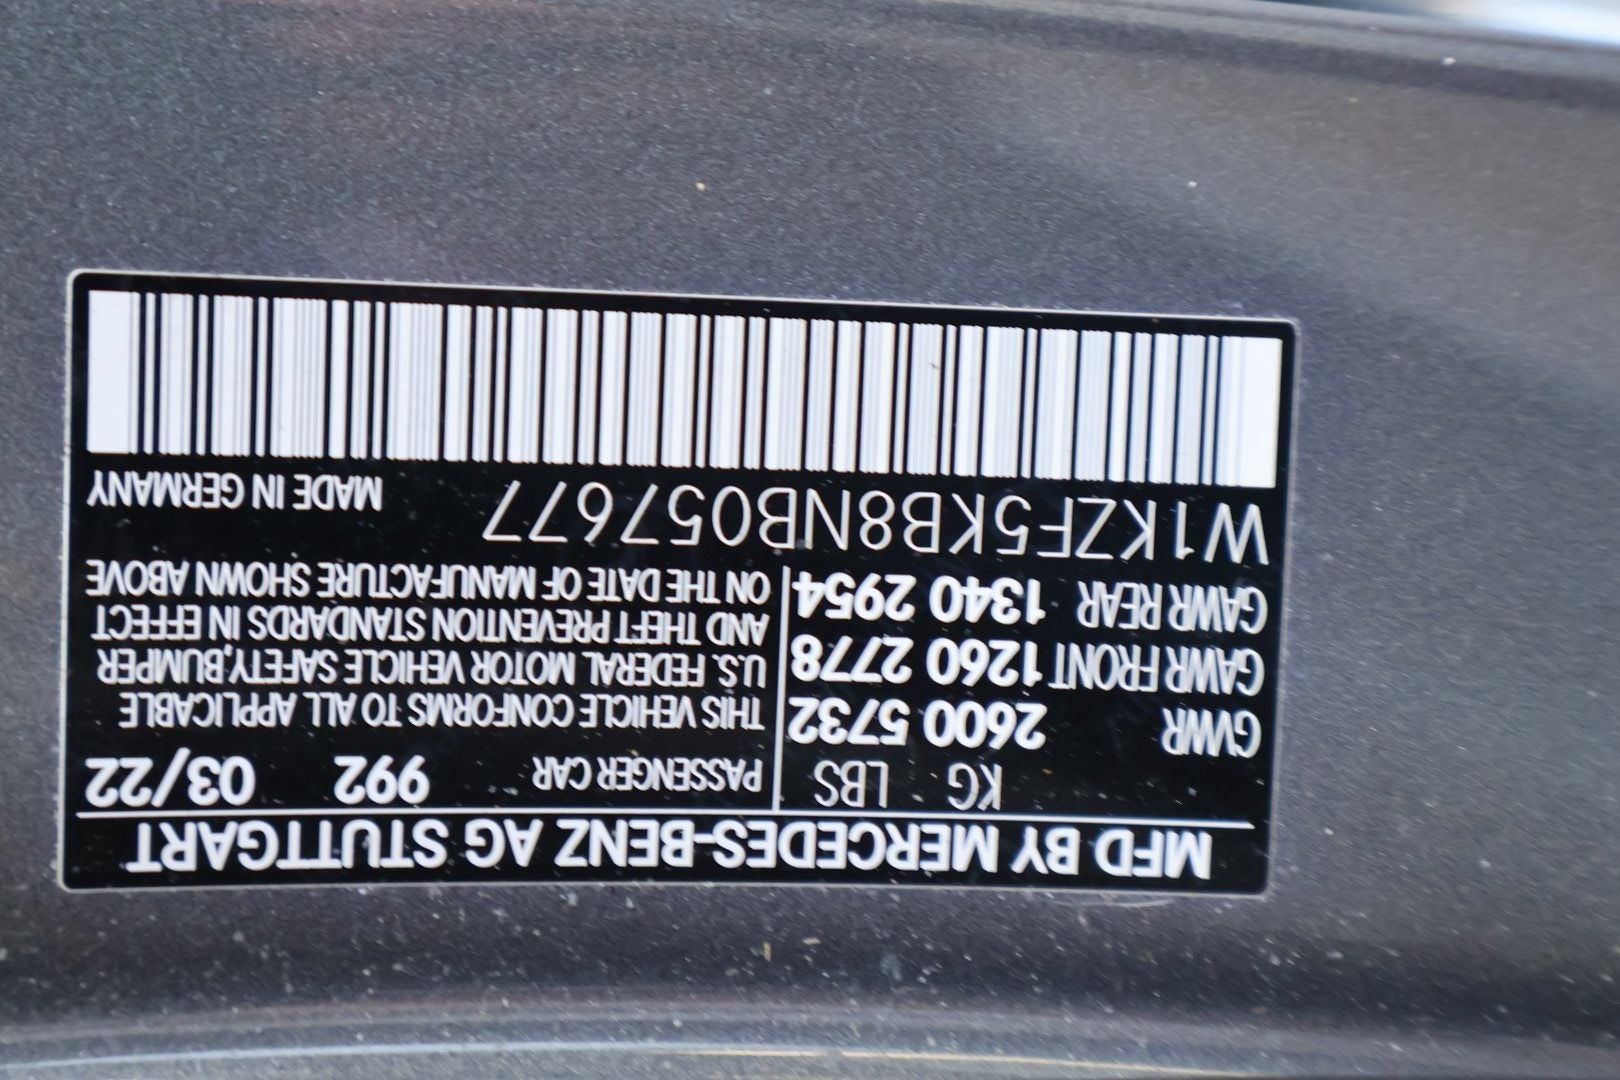 MFD BY MERCEDES-BENZ AG STUTTGART
KG LBS
GVWR 2600 5732
GAWR FRONT 1260 2778
GAWR REAR 1340 2954
PASSENGER CAR 992 03/22
THIS VEHICLE CONFORMS TO ALL APPLICABLE
U.S. FEDERAL MOTOR VEHICLE SAFETY,BUMPER
AND THEFT PREVENTION STANDARDS IN EFFECT
ON THE DATE OF MANUFACTURE SHOWN ABOVE
W1KZF5KB8NB057677 MADE IN GERMANY